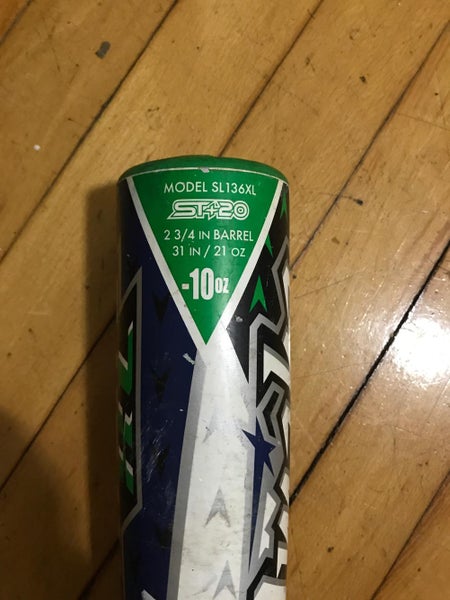 MODEL SL136XL
ST+20
2 3/4 IN BARREL
31 IN / 21 OZ
-10OZ